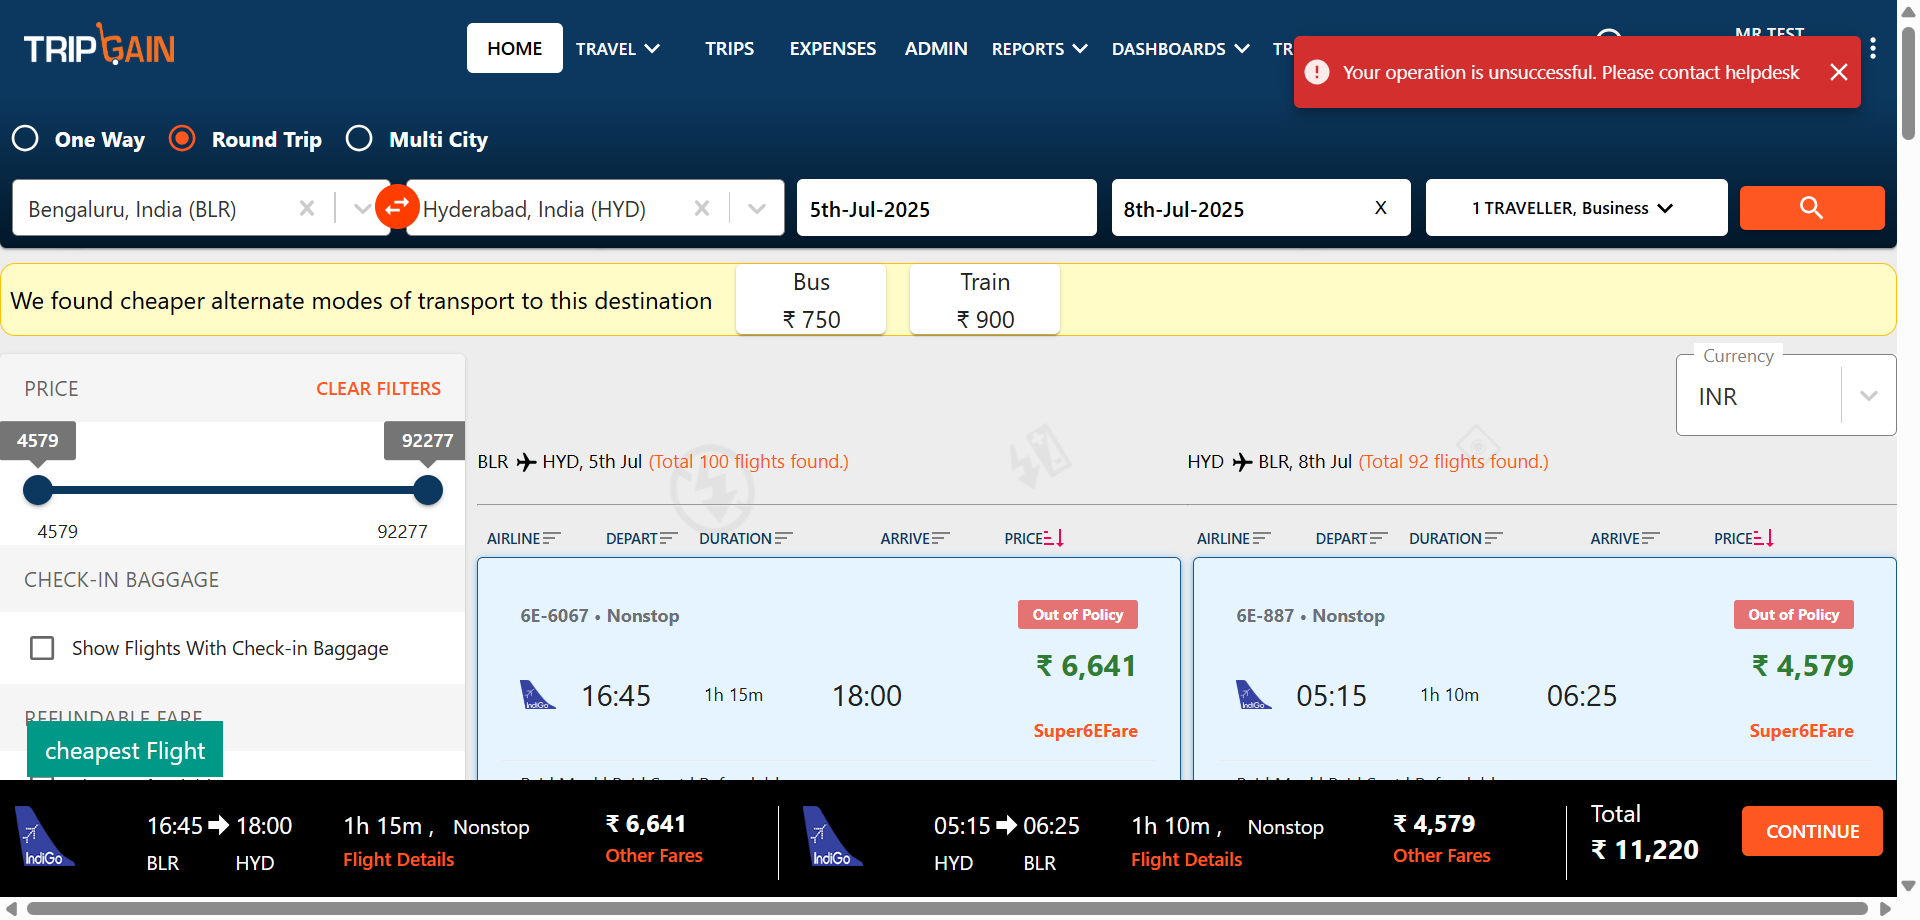 TRIPGAIN
HOME TRAVEL TRIPS EXPENSES ADMIN REPORTS DASHBOARDS TR
MR TEST
Your operation is unsuccessful. Please contact helpdesk
One Way Round Trip Multi City
Bengaluru, India (BLR) Hyderabad, India (HYD) 5th-Jul-2025 8th-Jul-2025 X 1 TRAVELLER, Business
We found cheaper alternate modes of transport to this destination
Bus
₹ 750
Train
₹ 900
Currency
INR
PRICE CLEAR FILTERS
4579 92277
4579 92277
CHECK-IN BAGGAGE
Show Flights With Check-in Baggage
REFUNDABLE FARE
cheapest Flight
BLR HYD, 5th Jul (Total 100 flights found.)
AIRLINE DEPART DURATION ARRIVE PRICE
6E-6067 • Nonstop Out of Policy
₹ 6,641
IndiGo 16:45 1h 15m 18:00
Super6EFare
HYD BLR, 8th Jul (Total 92 flights found.)
AIRLINE DEPART DURATION ARRIVE PRICE
6E-887 • Nonstop Out of Policy
₹ 4,579
IndiGo 05:15 1h 10m 06:25
Super6EFare
IndiGo
16:45 18:00 1h 15m , Nonstop ₹ 6,641
BLR HYD Flight Details Other Fares
IndiGo
05:15 06:25 1h 10m , Nonstop ₹ 4,579
HYD BLR Flight Details Other Fares
Total
₹ 11,220
CONTINUE